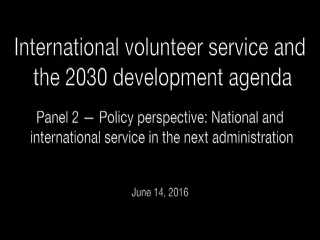 International volunteer service and
the 2030 development agenda
Panel 2 – Policy perspective: National and
international service in the next administration
June 14, 2016